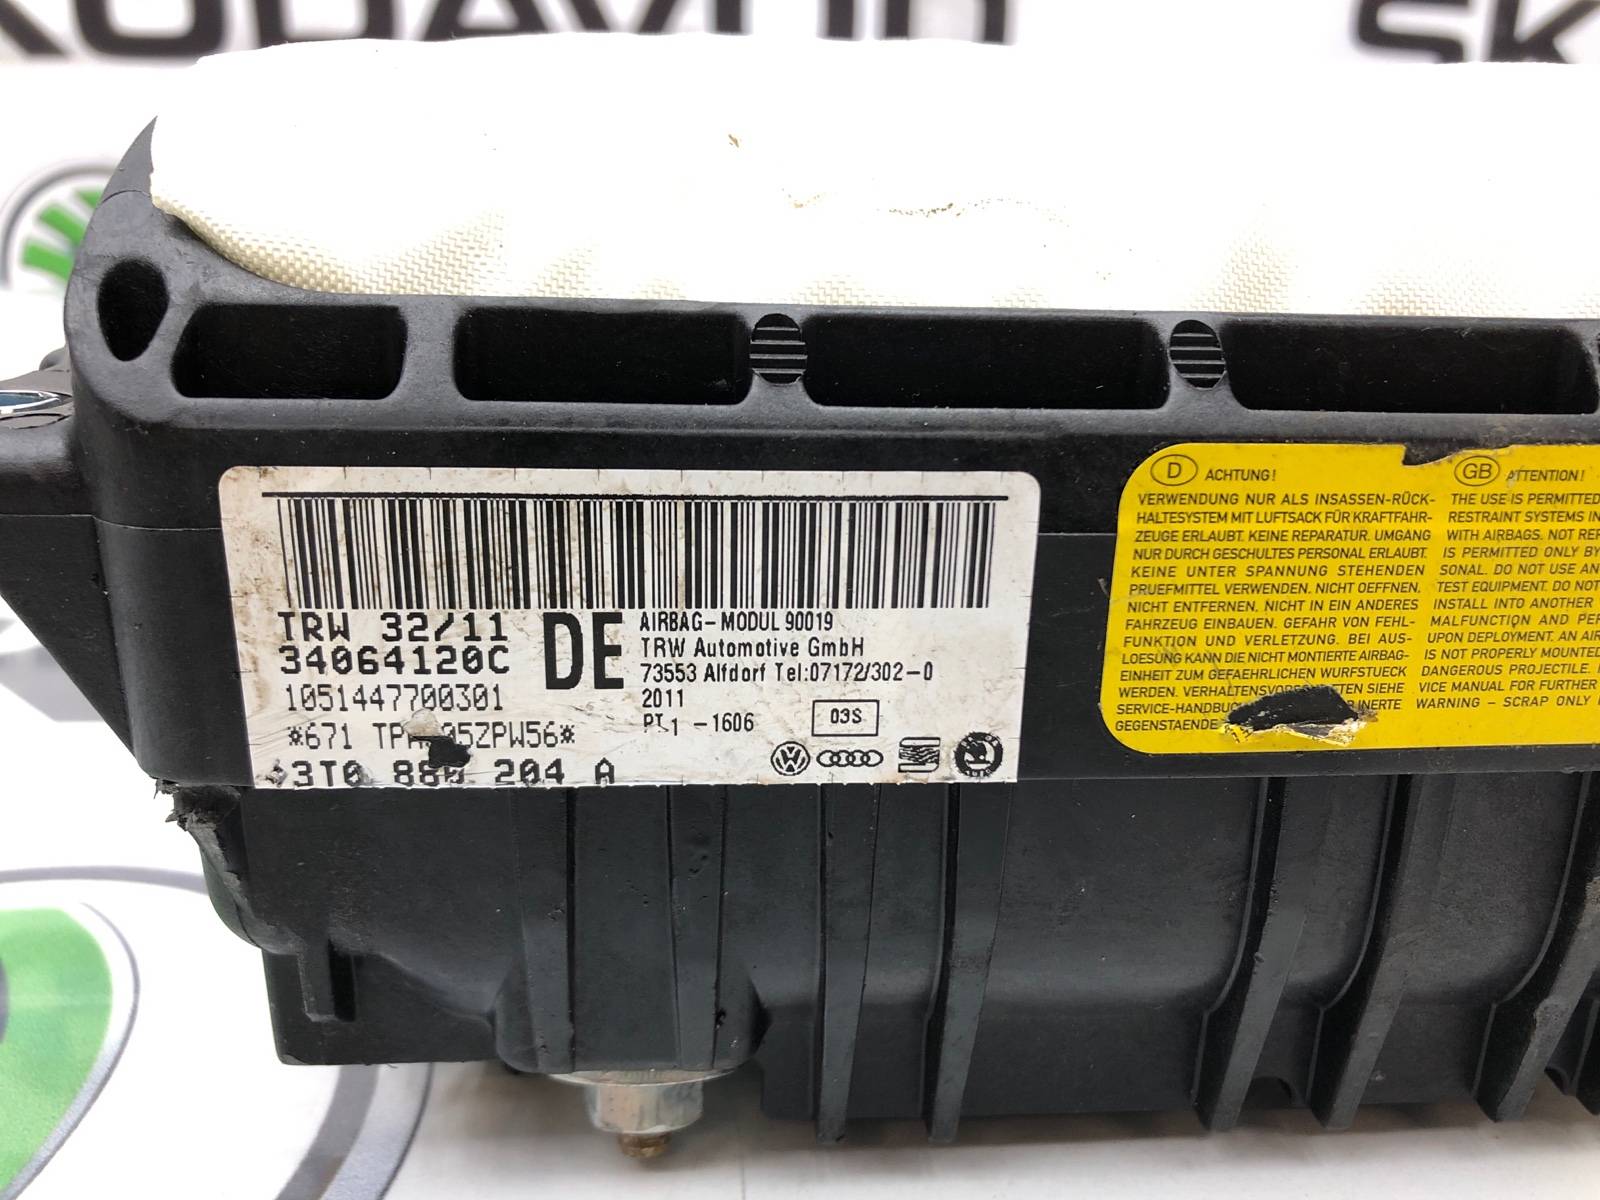 SK
TRW 32/11
34064120C
1051447700301
*671
3T0 204 A
DE
AIRBAG-MODUL 90019
TRW Automotive GmbH
73553 Alfdorf Tel:07172/302-0
2011
-1606
03S
D ACHTUNG!
VERWENDUNG NUR ALS INSASSEN-RÜCK-
HALTESYSTEM MIT LUFTSACK FÜR KRAFTFAHR-
ZEUGE ERLAUBT. KEINE REPARATUR. UMGANG
NUR DURCH GESCHULTES PERSONAL ERLAUBT.
KEINE UNTER SPANNUNG STEHENDEN
PRUEFMITTEL VERWENDEN. NICHT OEFFNEN,
NICHT ENTFERNEN. NICHT IN EIN ANDERES
FAHRZEUG EINBAUEN. GEFAHR VON FEHL-
FUNKTION UND VERLETZUNG. BEI AUS-
LOESUNG KANN DIE NICHT MONTIERTE AIRBAG-
EINHEIT ZUM GEFAEHRLICHEN WURFSTUECK
WERDEN. SIEHE
INERTE
GEGENSTAENDE
GB ATTENTION!
THE USE IS PERMITTED
RESTRAINT SYSTEMS IN
WITH AIRBAGS. NOT
IS PERMITTED ONLY BY
SONAL. DO NOT USE
TEST EQUIPMENT. DO NOT
INSTALL INTO ANOTHER
MALFUNCTION AND
UPON DEPLOYMENT. AN
IS NOT PROPERLY MOUNTED
DANGEROUS PROJECTILE.
VICE MANUAL FOR FURTHER
WARNING - SCRAP ONLY